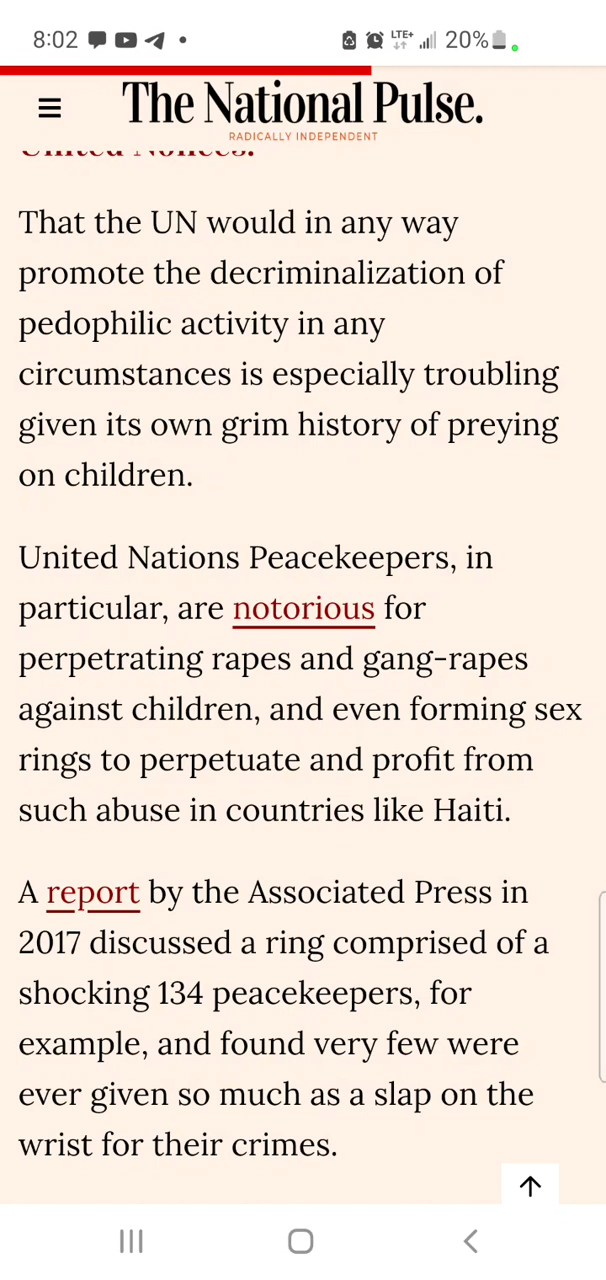 8:02
LTE+
20%
The National Pulse.
RADICALLY INDEPENDENT
That the UN would in any way
promote the decriminalization of
pedophilic activity in any
circumstances is especially troubling
given its own grim history of preying
on children.
United Nations Peacekeepers, in
particular, are notorious for
perpetrating rapes and gang-rapes
against children, and even forming sex
rings to perpetuate and profit from
such abuse in countries like Haiti.
A report by the Associated Press in
2017 discussed a ring comprised of a
shocking 134 peacekeepers, for
example, and found very few were
ever given so much as a slap on the
wrist for their crimes.